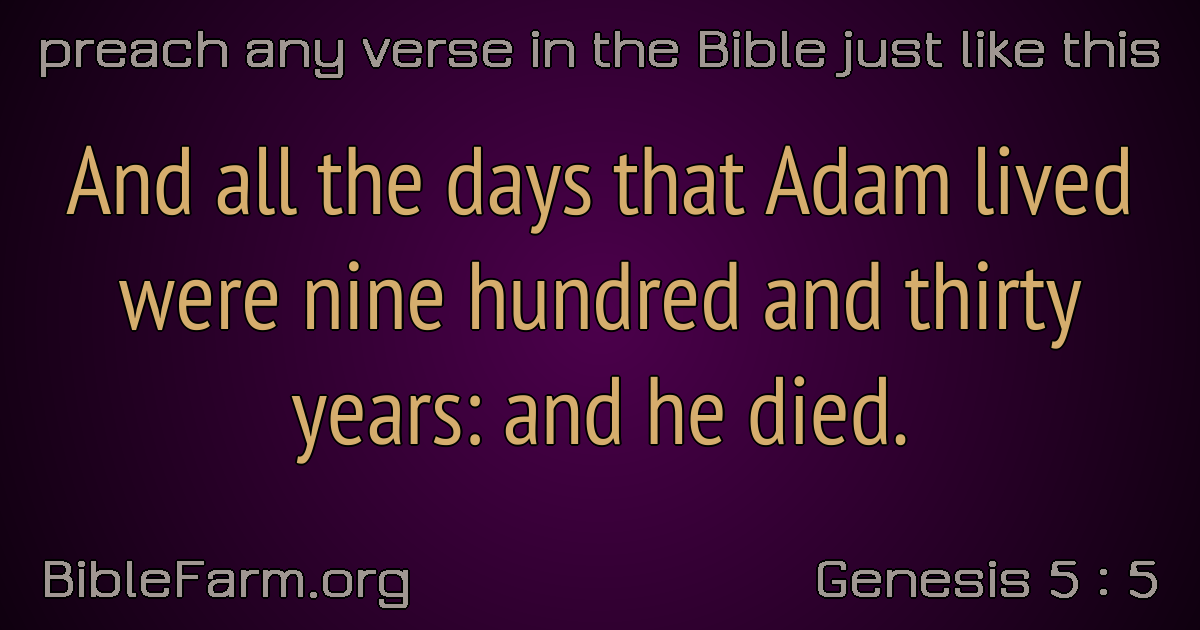 preach any verse in the Bible just like this
And all the days that Adam lived
were nine hundred and thirty
years: and he died.
BibleFarm.org
Genesis 5 : 5